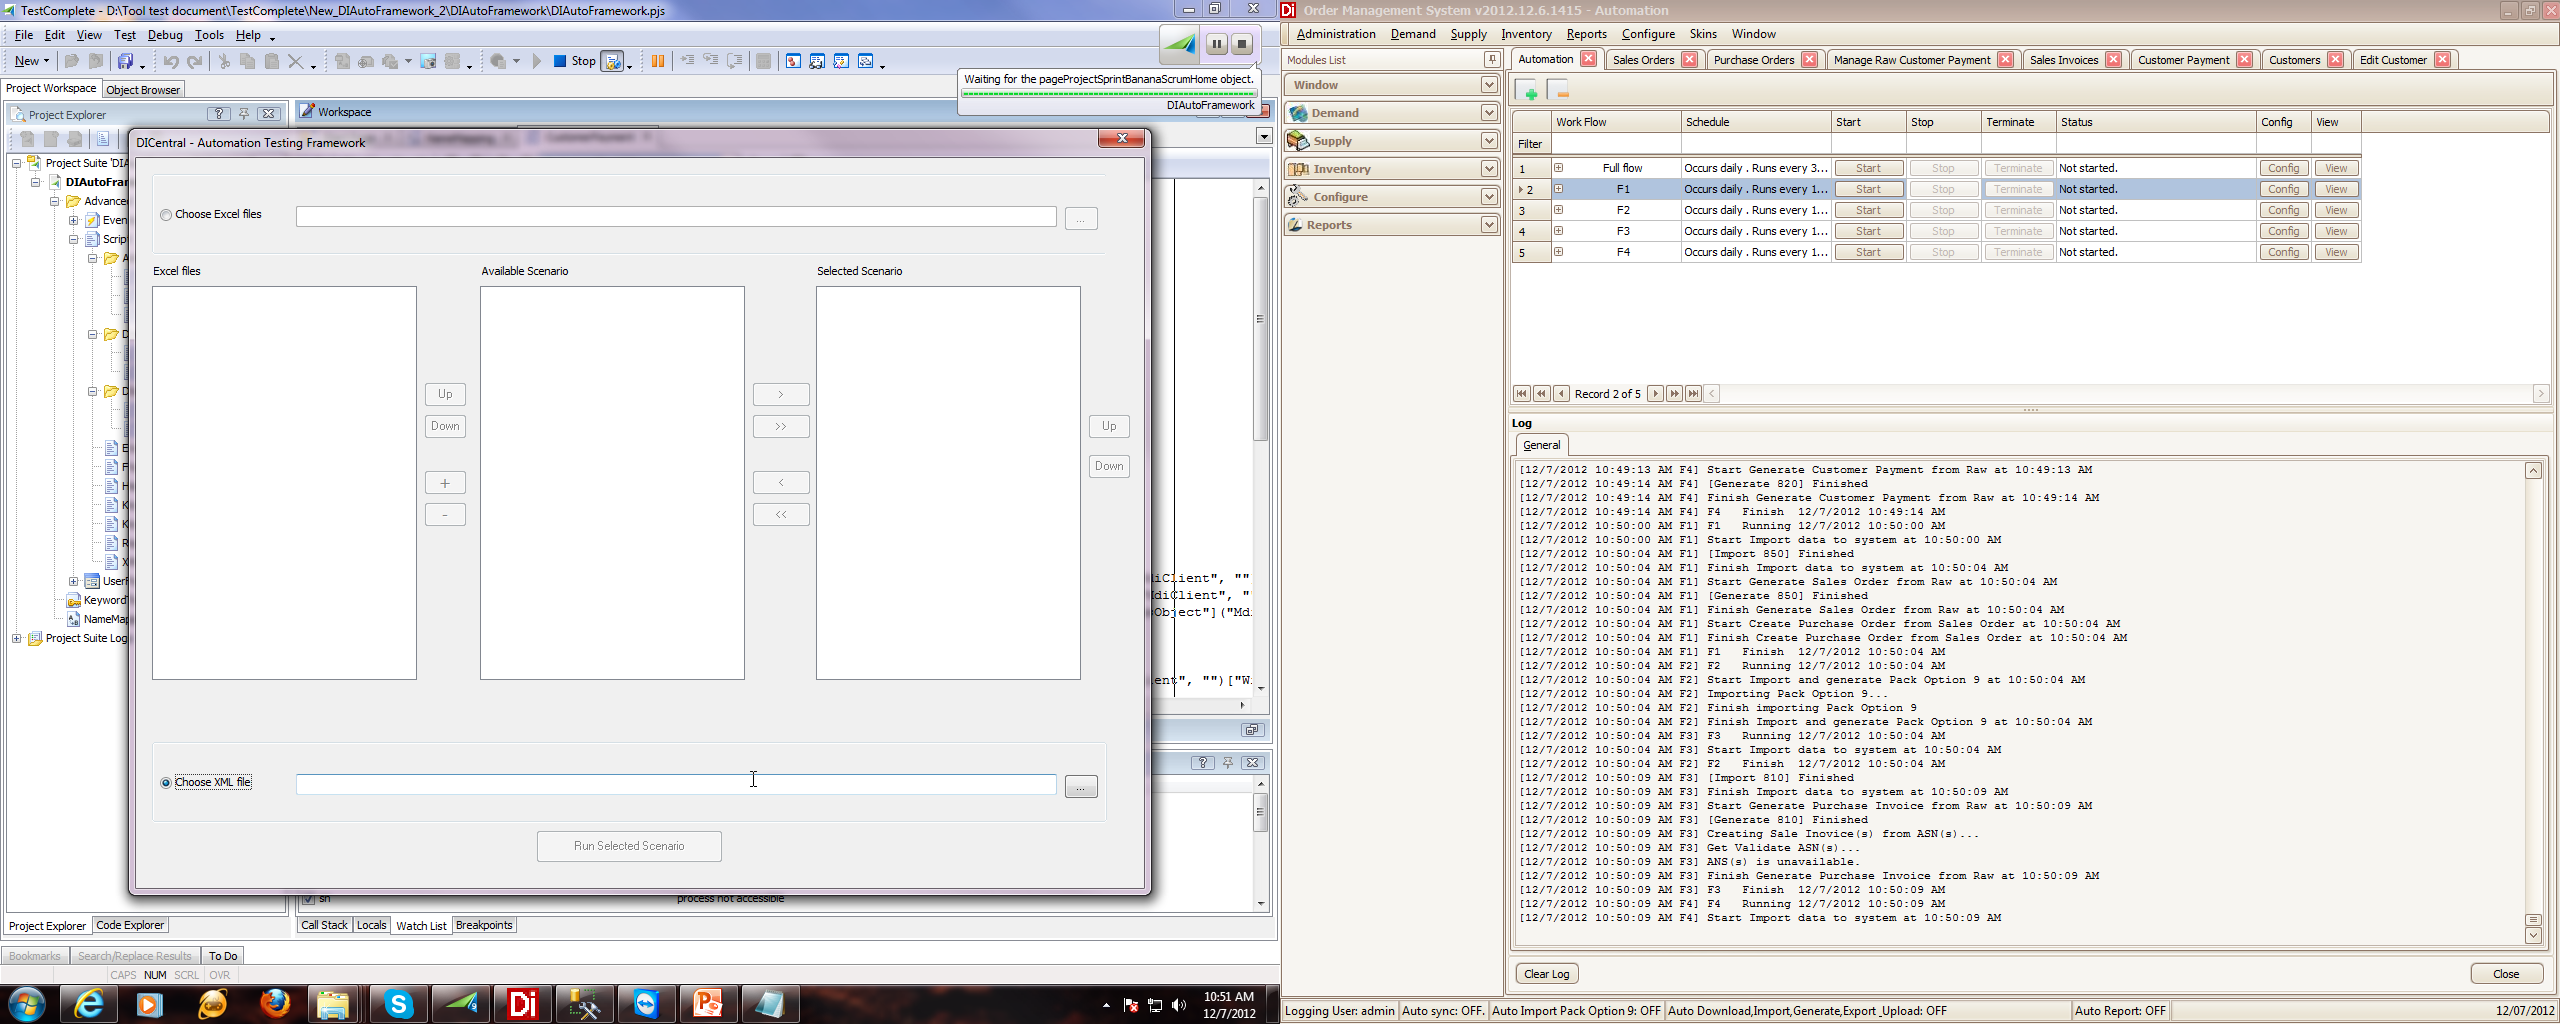 TestComplete - D:\Tool test document\TestComplete\New_DIAutoFramework_2\DIAutoFramework\DIAutoFramework.pjs
File Edit View Test Debug Tools Help
New Stop
Waiting for the pageProjectSprintBananaScrumHome object.
DIAutoFramework
Project Workspace Object Browser
Project Explorer
Workspace
Project Suite 'DIA
DIAutoFrar
Advance
Even
Scrip
A
D
D
E
F
H
K
K
R
X
UserF
Keyword
NameMap
Project Suite Log
DICentral - Automation Testing Framework
Choose Excel files ...
Excel files Available Scenario Selected Scenario
Up > 
Down >> Up
Down
+ <
- <<
Choose XML file ...
Run Selected Scenario
diClient", ""
MdiClient", "
Object"]("Md
ent", "")["W
sh process not accessible
Project Explorer Code Explorer
Call Stack Locals Watch List Breakpoints
Bookmarks Search/Replace Results To Do
CAPS NUM SCRL OVR
10:51 AM
12/7/2012
Di Order Management System v2012.12.6.1415 - Automation
Administration Demand Supply Inventory Reports Configure Skins Window
Modules List
Window
Demand
Supply
Inventory
Configure
Reports
Automation Sales Orders Purchase Orders Manage Raw Customer Payment Sales Invoices Customer Payment Customers Edit Customer
Work Flow Schedule Start Stop Terminate Status Config View
Filter
1 Full flow Occurs daily . Runs every 3... Start Stop Terminate Not started. Config View
2 F1 Occurs daily . Runs every 1... Start Stop Terminate Not started. Config View
3 F2 Occurs daily . Runs every 1... Start Stop Terminate Not started. Config View
4 F3 Occurs daily . Runs every 1... Start Stop Terminate Not started. Config View
5 F4 Occurs daily . Runs every 1... Start Stop Terminate Not started. Config View
Record 2 of 5
Log
General
[12/7/2012 10:49:13 AM F4] Start Generate Customer Payment from Raw at 10:49:13 AM
[12/7/2012 10:49:14 AM F4] [Generate 820] Finished
[12/7/2012 10:49:14 AM F4] Finish Generate Customer Payment from Raw at 10:49:14 AM
[12/7/2012 10:49:14 AM F4] F4 Finish 12/7/2012 10:49:14 AM
[12/7/2012 10:50:00 AM F1] F1 Running 12/7/2012 10:50:00 AM
[12/7/2012 10:50:00 AM F1] Start Import data to system at 10:50:00 AM
[12/7/2012 10:50:04 AM F1] [Import 850] Finished
[12/7/2012 10:50:04 AM F1] Finish Import data to system at 10:50:04 AM
[12/7/2012 10:50:04 AM F1] Start Generate Sales Order from Raw at 10:50:04 AM
[12/7/2012 10:50:04 AM F1] [Generate 850] Finished
[12/7/2012 10:50:04 AM F1] Finish Generate Sales Order from Raw at 10:50:04 AM
[12/7/2012 10:50:04 AM F1] Start Create Purchase Order from Sales Order at 10:50:04 AM
[12/7/2012 10:50:04 AM F1] Finish Create Purchase Order from Sales Order at 10:50:04 AM
[12/7/2012 10:50:04 AM F1] F1 Finish 12/7/2012 10:50:04 AM
[12/7/2012 10:50:04 AM F2] F2 Running 12/7/2012 10:50:04 AM
[12/7/2012 10:50:04 AM F2] Start Import and generate Pack Option 9 at 10:50:04 AM
[12/7/2012 10:50:04 AM F2] Importing Pack Option 9...
[12/7/2012 10:50:04 AM F2] Finish importing Pack Option 9
[12/7/2012 10:50:04 AM F2] Finish Import and generate Pack Option 9 at 10:50:04 AM
[12/7/2012 10:50:04 AM F3] F3 Running 12/7/2012 10:50:04 AM
[12/7/2012 10:50:04 AM F3] Start Import data to system at 10:50:04 AM
[12/7/2012 10:50:04 AM F2] F2 Finish 12/7/2012 10:50:04 AM
[12/7/2012 10:50:09 AM F3] [Import 810] Finished
[12/7/2012 10:50:09 AM F3] Finish Import data to system at 10:50:09 AM
[12/7/2012 10:50:09 AM F3] Start Generate Purchase Invoice from Raw at 10:50:09 AM
[12/7/2012 10:50:09 AM F3] [Generate 810] Finished
[12/7/2012 10:50:09 AM F3] Creating Sale Inovice(s) from ASN(s)...
[12/7/2012 10:50:09 AM F3] Get Validate ASN(s)...
[12/7/2012 10:50:09 AM F3] ANS(s) is unavailable.
[12/7/2012 10:50:09 AM F3] Finish Generate Purchase Invoice from Raw at 10:50:09 AM
[12/7/2012 10:50:09 AM F3] F3 Finish 12/7/2012 10:50:09 AM
[12/7/2012 10:50:09 AM F4] F4 Running 12/7/2012 10:50:09 AM
[12/7/2012 10:50:09 AM F4] Start Import data to system at 10:50:09 AM
Clear Log Close
Logging User: admin Auto sync: OFF. Auto Import Pack Option 9: OFF Auto Download,Import,Generate,Export _Upload: OFF Auto Report: OFF 12/07/2012